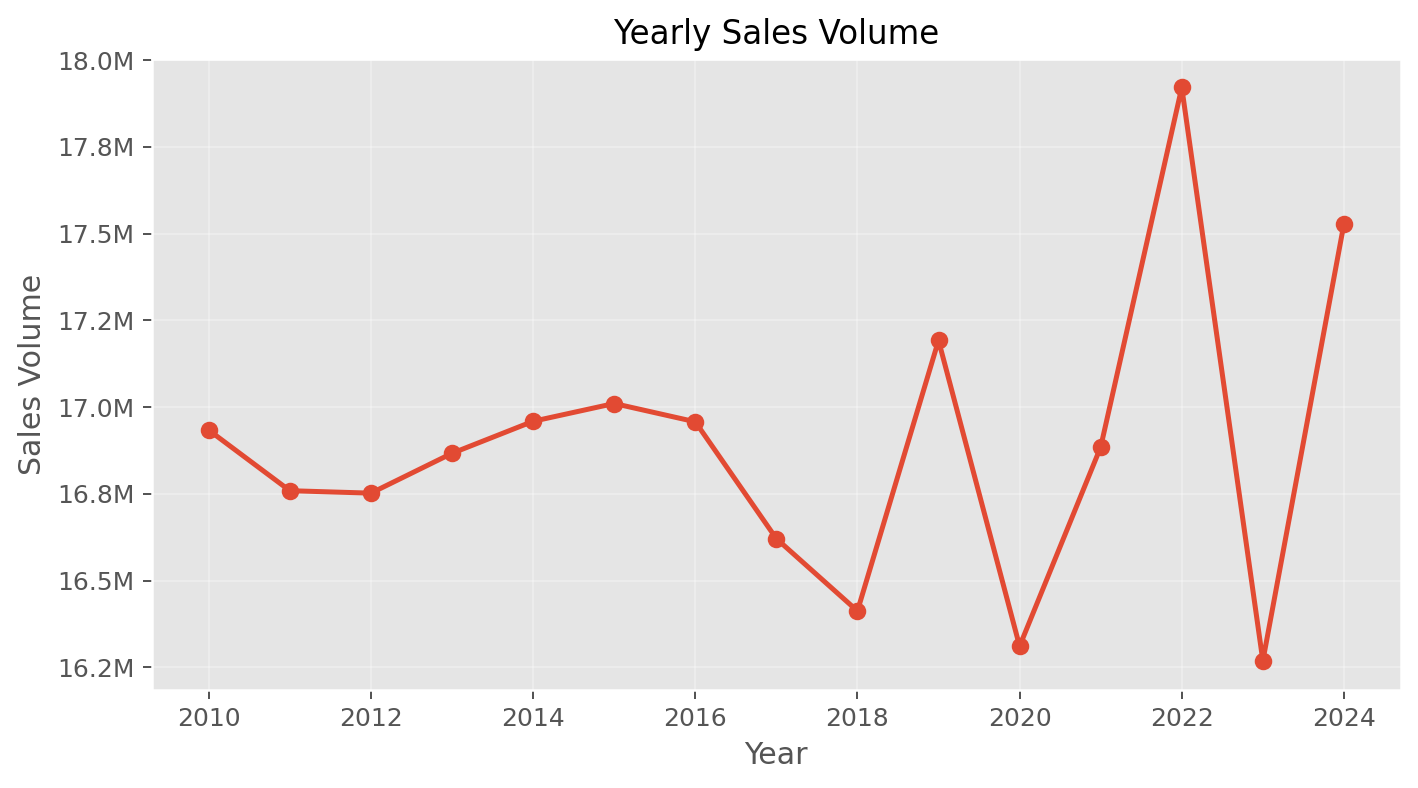 Yearly Sales Volume
18.0M
17.8M
17.5M
17.2M
17.0M
16.8M
16.5M
16.2M
Sales Volume
2010 2012 2014 2016 2018 2020 2022 2024
Year